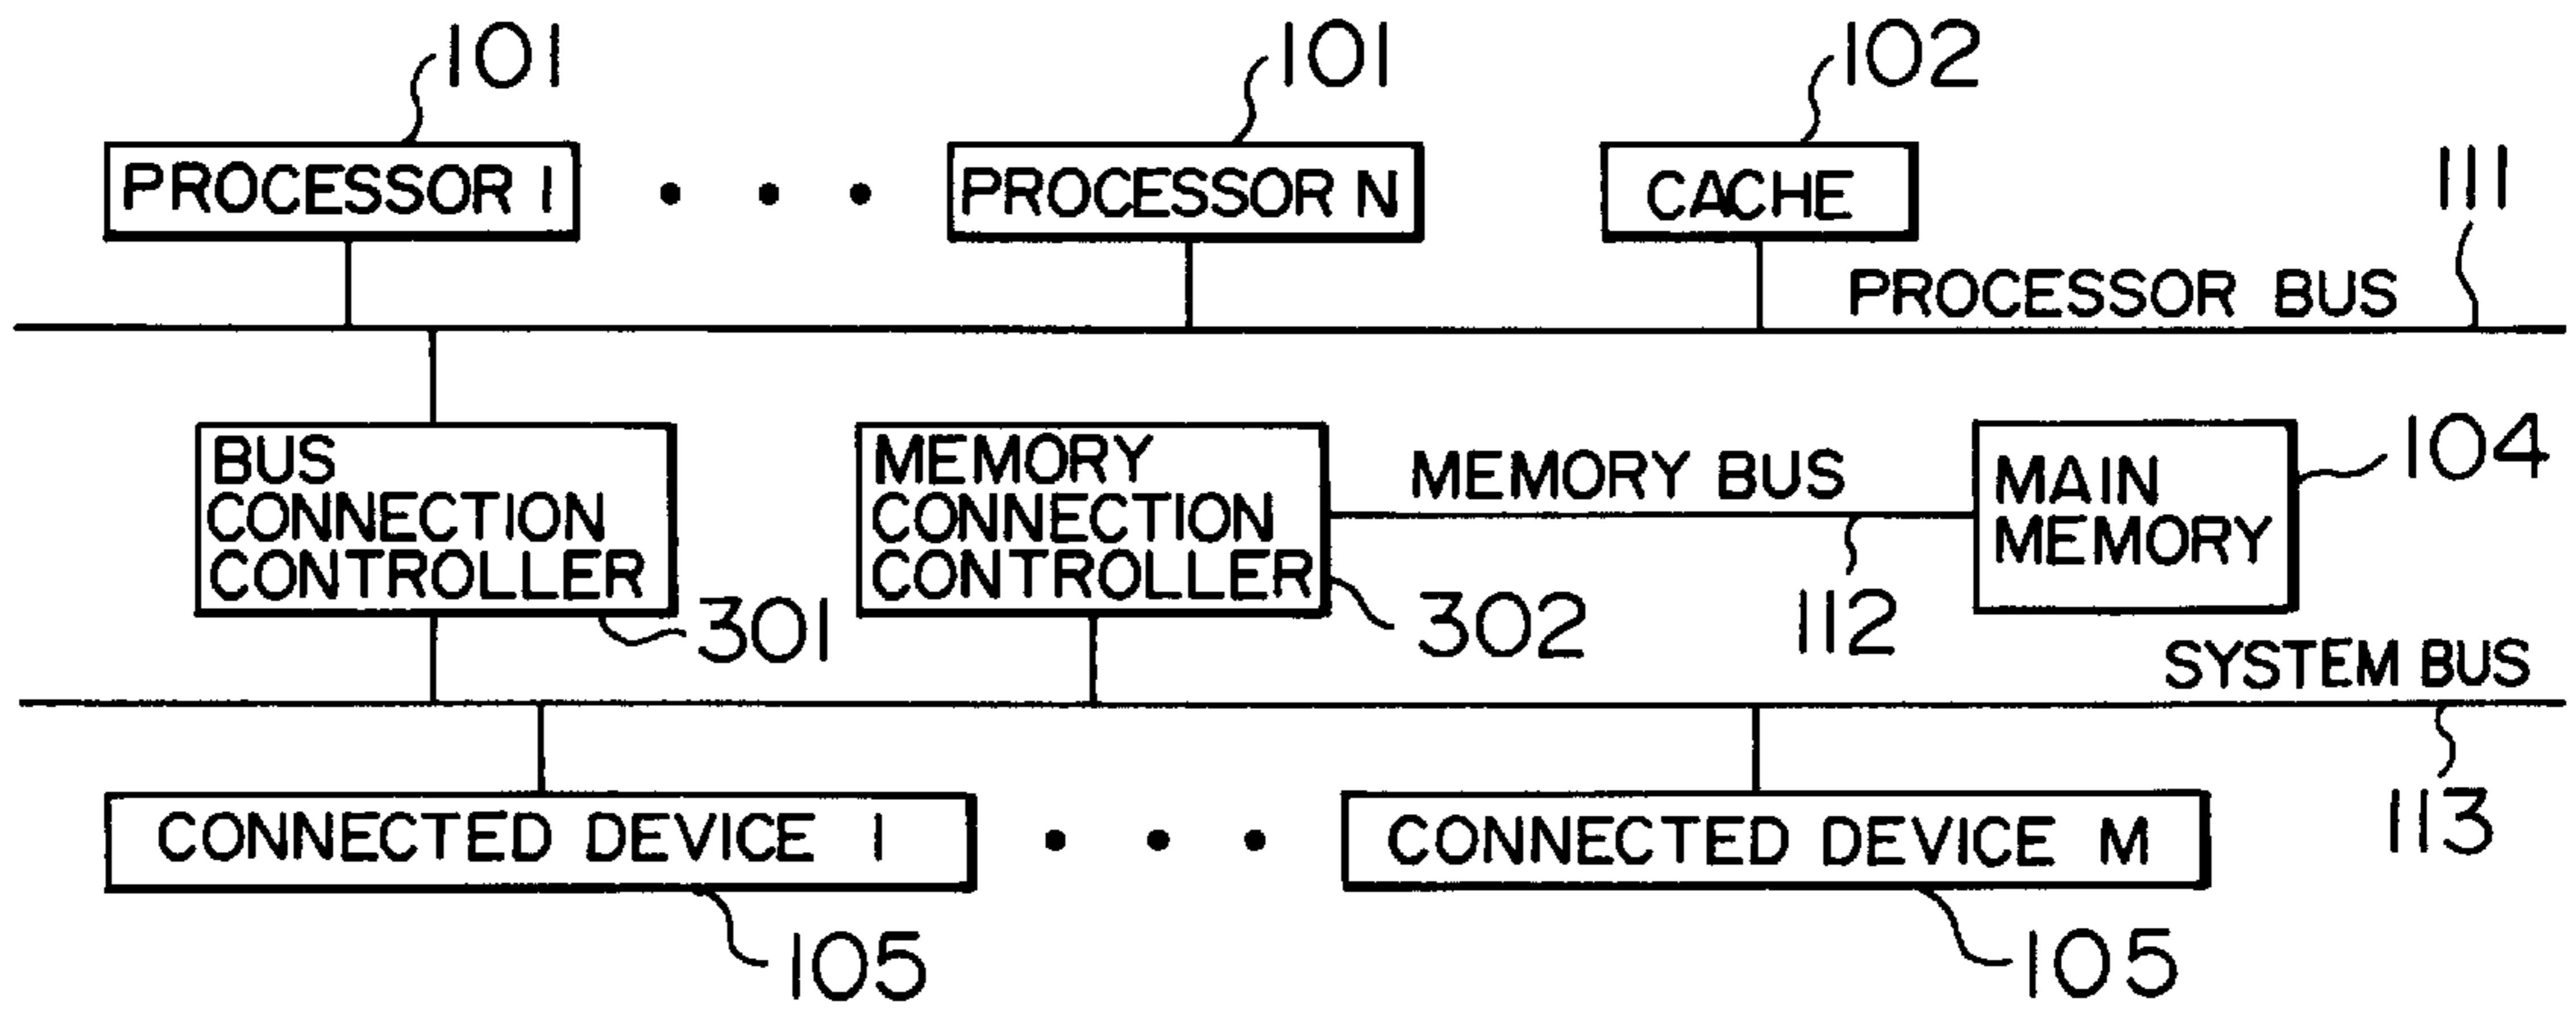 101
101
102
PROCESSOR 1
PROCESSOR N
CACHE
111
PROCESSOR BUS
BUS
CONNECTION
CONTROLLER
301
MEMORY
CONNECTION
CONTROLLER
302
MEMORY BUS
112
MAIN
MEMORY
104
SYSTEM BUS
113
CONNECTED DEVICE 1
CONNECTED DEVICE M
105
105